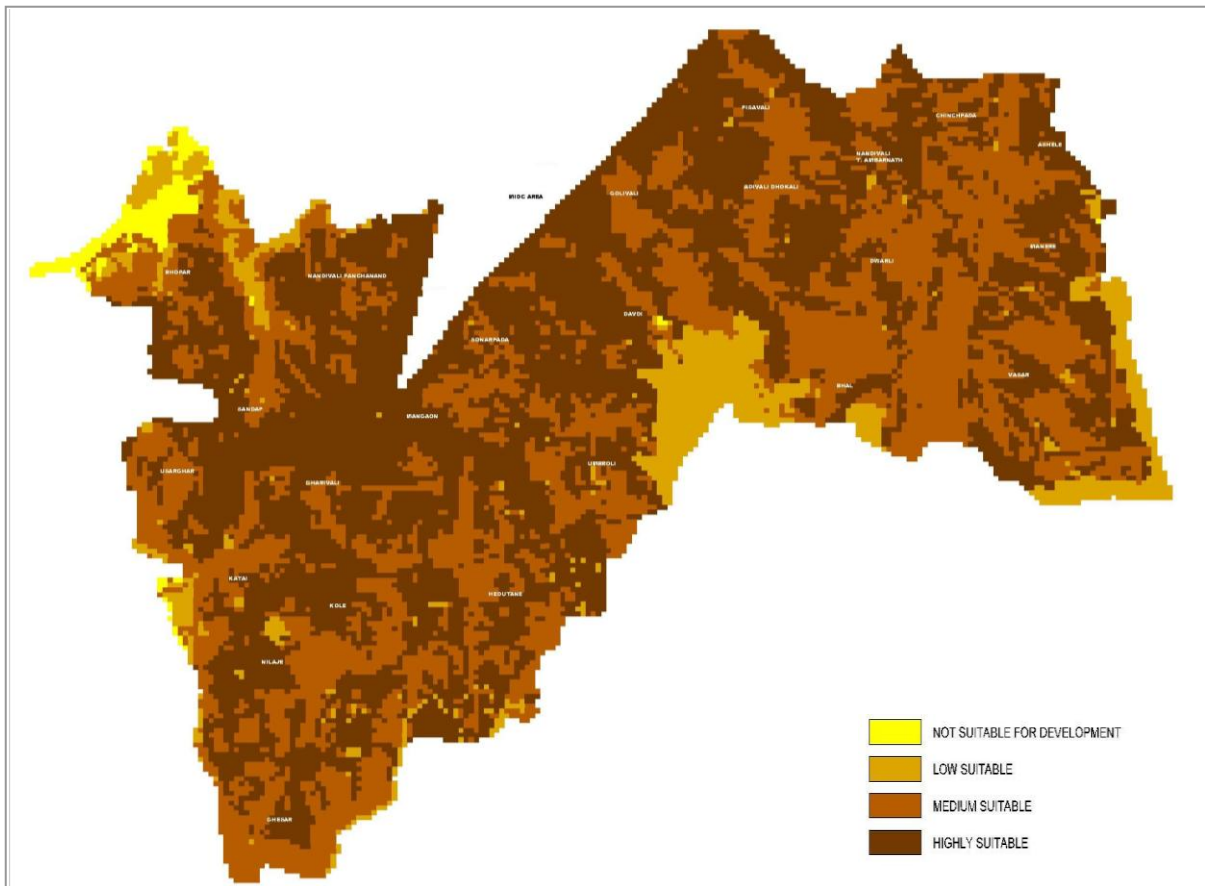 PISAVALI
CHINCHPADA
ASHELE
NANDIVALI
T. AMBARNATH
ADIVALI DHOKALI
GOLIVALI
MIDC AREA
MANERE
DWARLI
BHOPAR
NANDIVALI PANCHANAND
DAVDI
SONARPADA
VASAR
BHAL
SANDAP
MANGAON
USARGHAR
UMBROLI
GHARIVALI
KATAI
HEDUTANE
KOLE
NILAJE
GHESAR
NOT SUITABLE FOR DEVELOPMENT
LOW SUITABLE
MEDIUM SUITABLE
HIGHLY SUITABLE